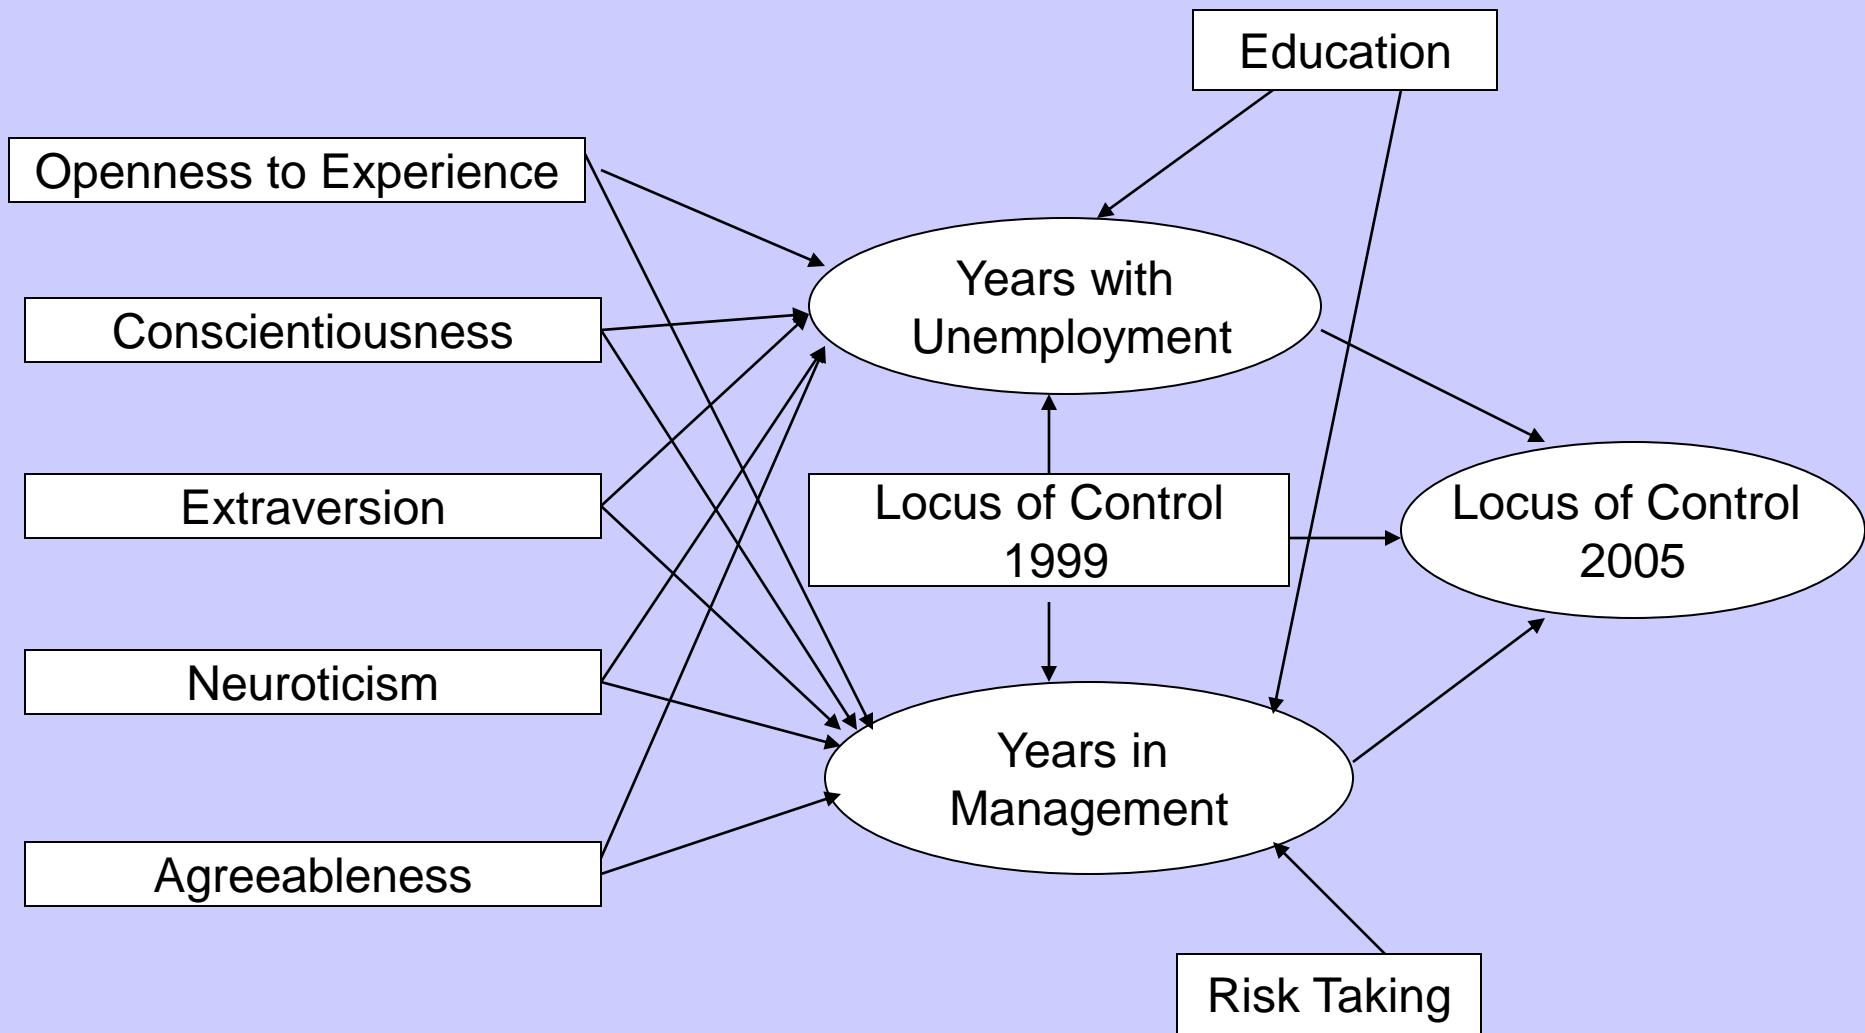 Education
Openness to Experience
Conscientiousness
Extraversion
Neuroticism
Agreeableness
Years with
Unemployment
Locus of Control
1999
Locus of Control
2005
Years in
Management
Risk Taking